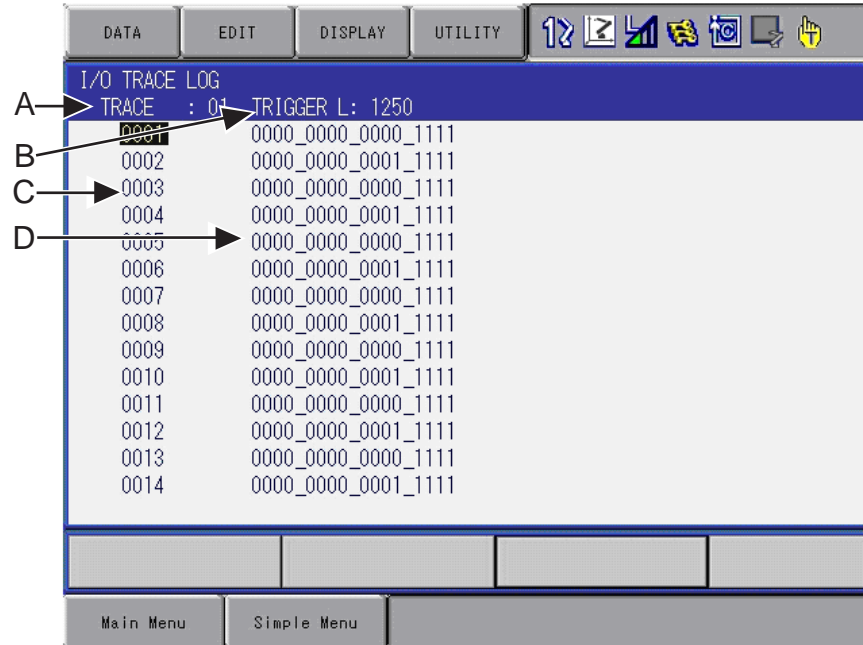 DATA EDIT DISPLAY UTILITY
I/O TRACE LOG
A TRACE : 01 TRIGGER L: 1250
0001 0000_0000_0000_1111
B
0002 0000_0000_0001_1111
C 0003 0000_0000_0000_1111
0004 0000_0000_0001_1111
D 0005 0000_0000_0000_1111
0006 0000_0000_0001_1111
0007 0000_0000_0000_1111
0008 0000_0000_0001_1111
0009 0000_0000_0000_1111
0010 0000_0000_0001_1111
0011 0000_0000_0000_1111
0012 0000_0000_0001_1111
0013 0000_0000_0000_1111
0014 0000_0000_0001_1111
Main Menu Simple Menu